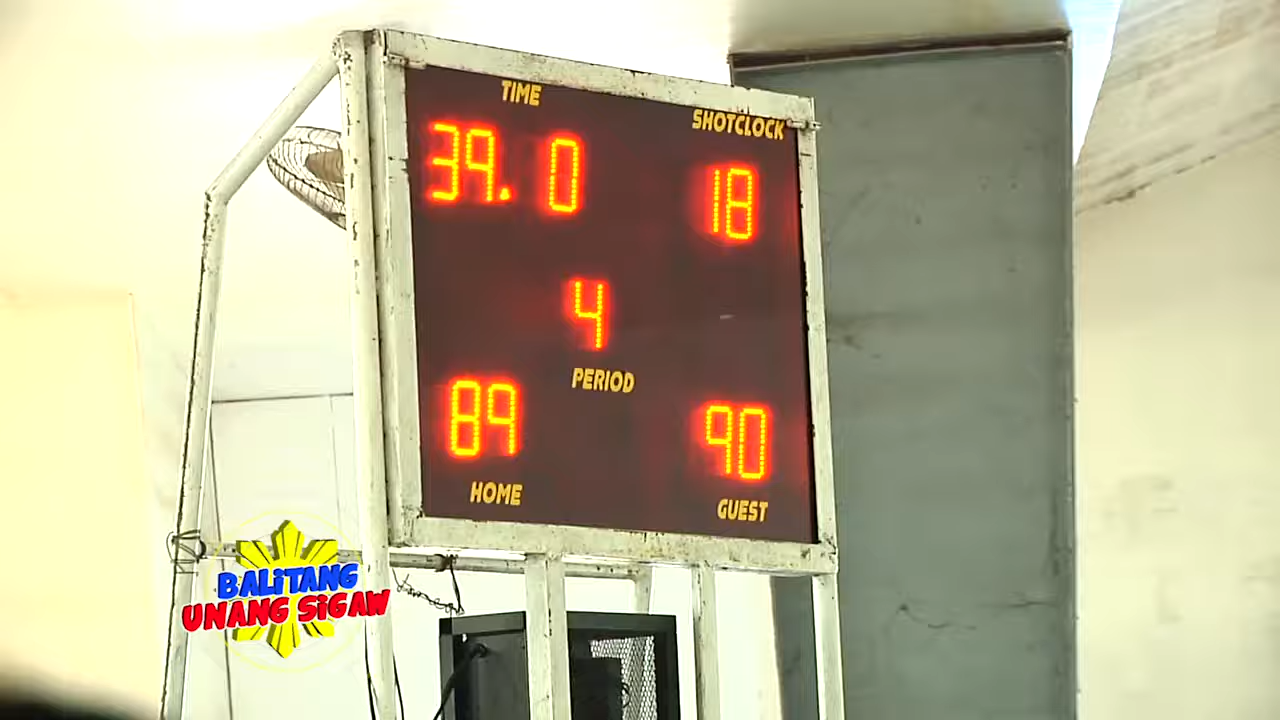 TIME
SHOTCLOCK
39.0
18
4
PERIOD
89
90
HOME
GUEST
BALiTANG
UNANG SiGAW